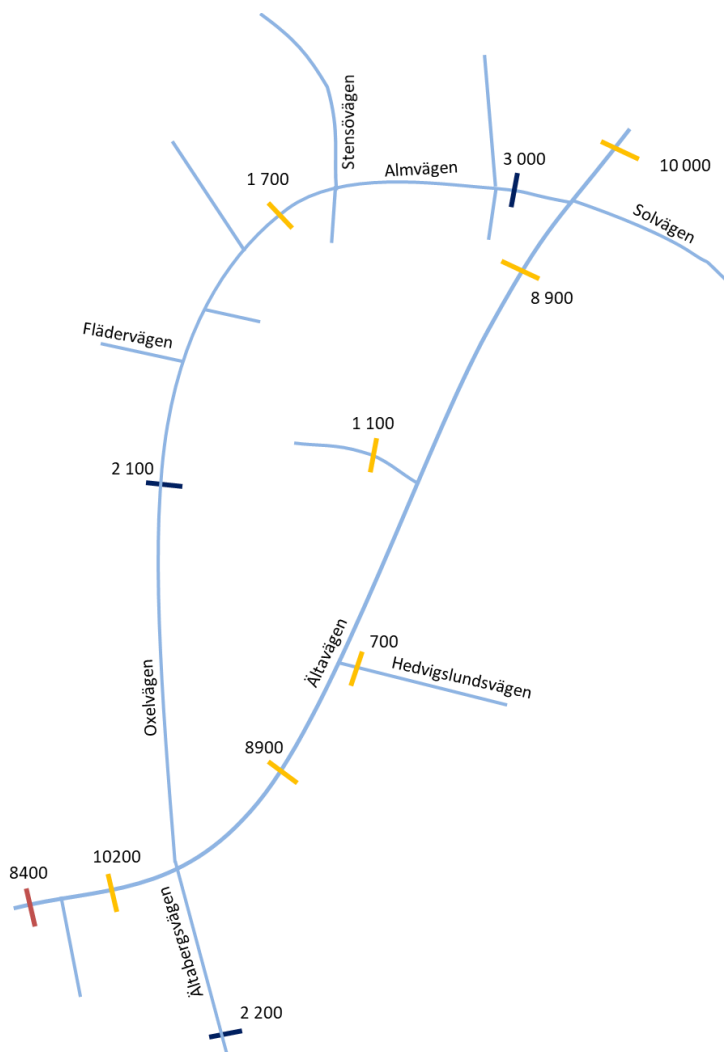 Stensövägen
3 000
10 000
Almvägen
1 700
Solvägen
8 900
Flädervägen
1 100
2 100
700
Ältavägen
Hedvigslundsvägen
Oxelvägen
8900
10200
8400
Ältabergsvägen
2 200